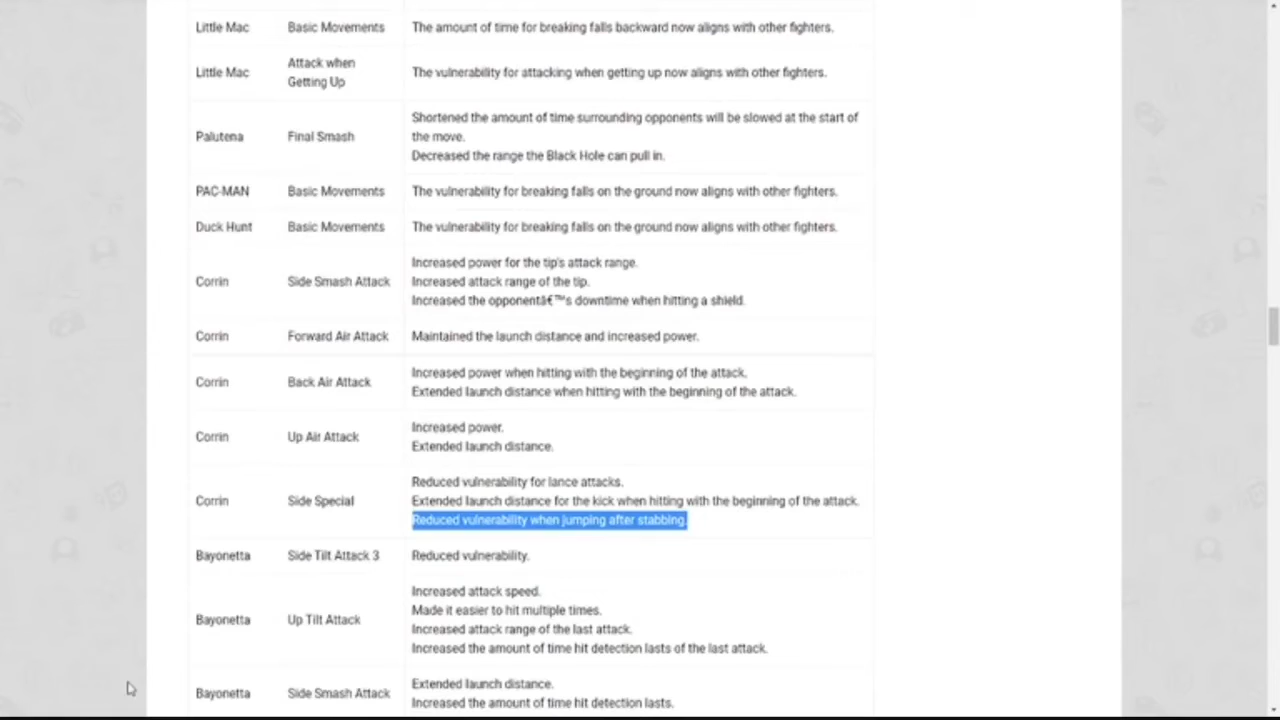 Little Mac Basic Movements The amount of time for breaking falls backward now aligns with other fighters.
Little Mac Attack when Getting Up The vulnerability for attacking when getting up now aligns with other fighters.
Palutena Final Smash Shortened the amount of time surrounding opponents will be slowed at the start of
the move.
Decreased the range the Black Hole can pull in.
PAC-MAN Basic Movements The vulnerability for breaking falls on the ground now aligns with other fighters.
Duck Hunt Basic Movements The vulnerability for breaking falls on the ground now aligns with other fighters.
Corrin Side Smash Attack Increased power for the tip's attack range.
Increased attack range of the tip.
Increased the opponentâ€™s downtime when hitting a shield.
Corrin Forward Air Attack Maintained the launch distance and increased power.
Corrin Back Air Attack Increased power when hitting with the beginning of the attack.
Extended launch distance when hitting with the beginning of the attack.
Corrin Up Air Attack Increased power.
Extended launch distance.
Corrin Side Special Reduced vulnerability for lance attacks.
Extended launch distance for the kick when hitting with the beginning of the attack.
Reduced vulnerability when jumping after stabbing.
Bayonetta Side Tilt Attack 3 Reduced vulnerability.
Bayonetta Up Tilt Attack Increased attack speed.
Made it easier to hit multiple times.
Increased attack range of the last attack.
Increased the amount of time hit detection lasts of the last attack.
Bayonetta Side Smash Attack Extended launch distance.
Increased the amount of time hit detection lasts.